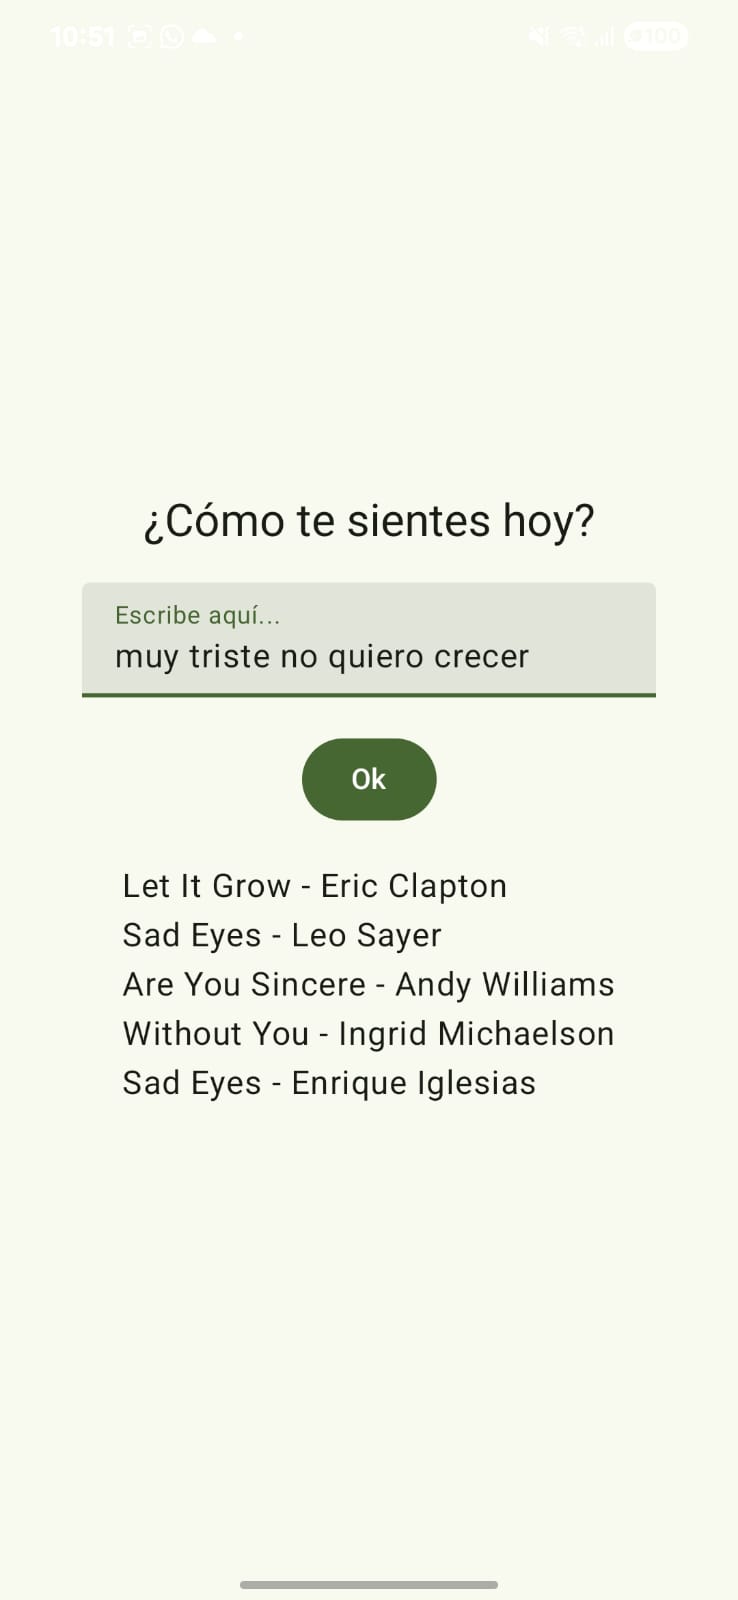 10:51
100
¿Cómo te sientes hoy?
Escribe aquí...
muy triste no quiero crecer
Ok
Let It Grow - Eric Clapton
Sad Eyes - Leo Sayer
Are You Sincere - Andy Williams
Without You - Ingrid Michaelson
Sad Eyes - Enrique Iglesias